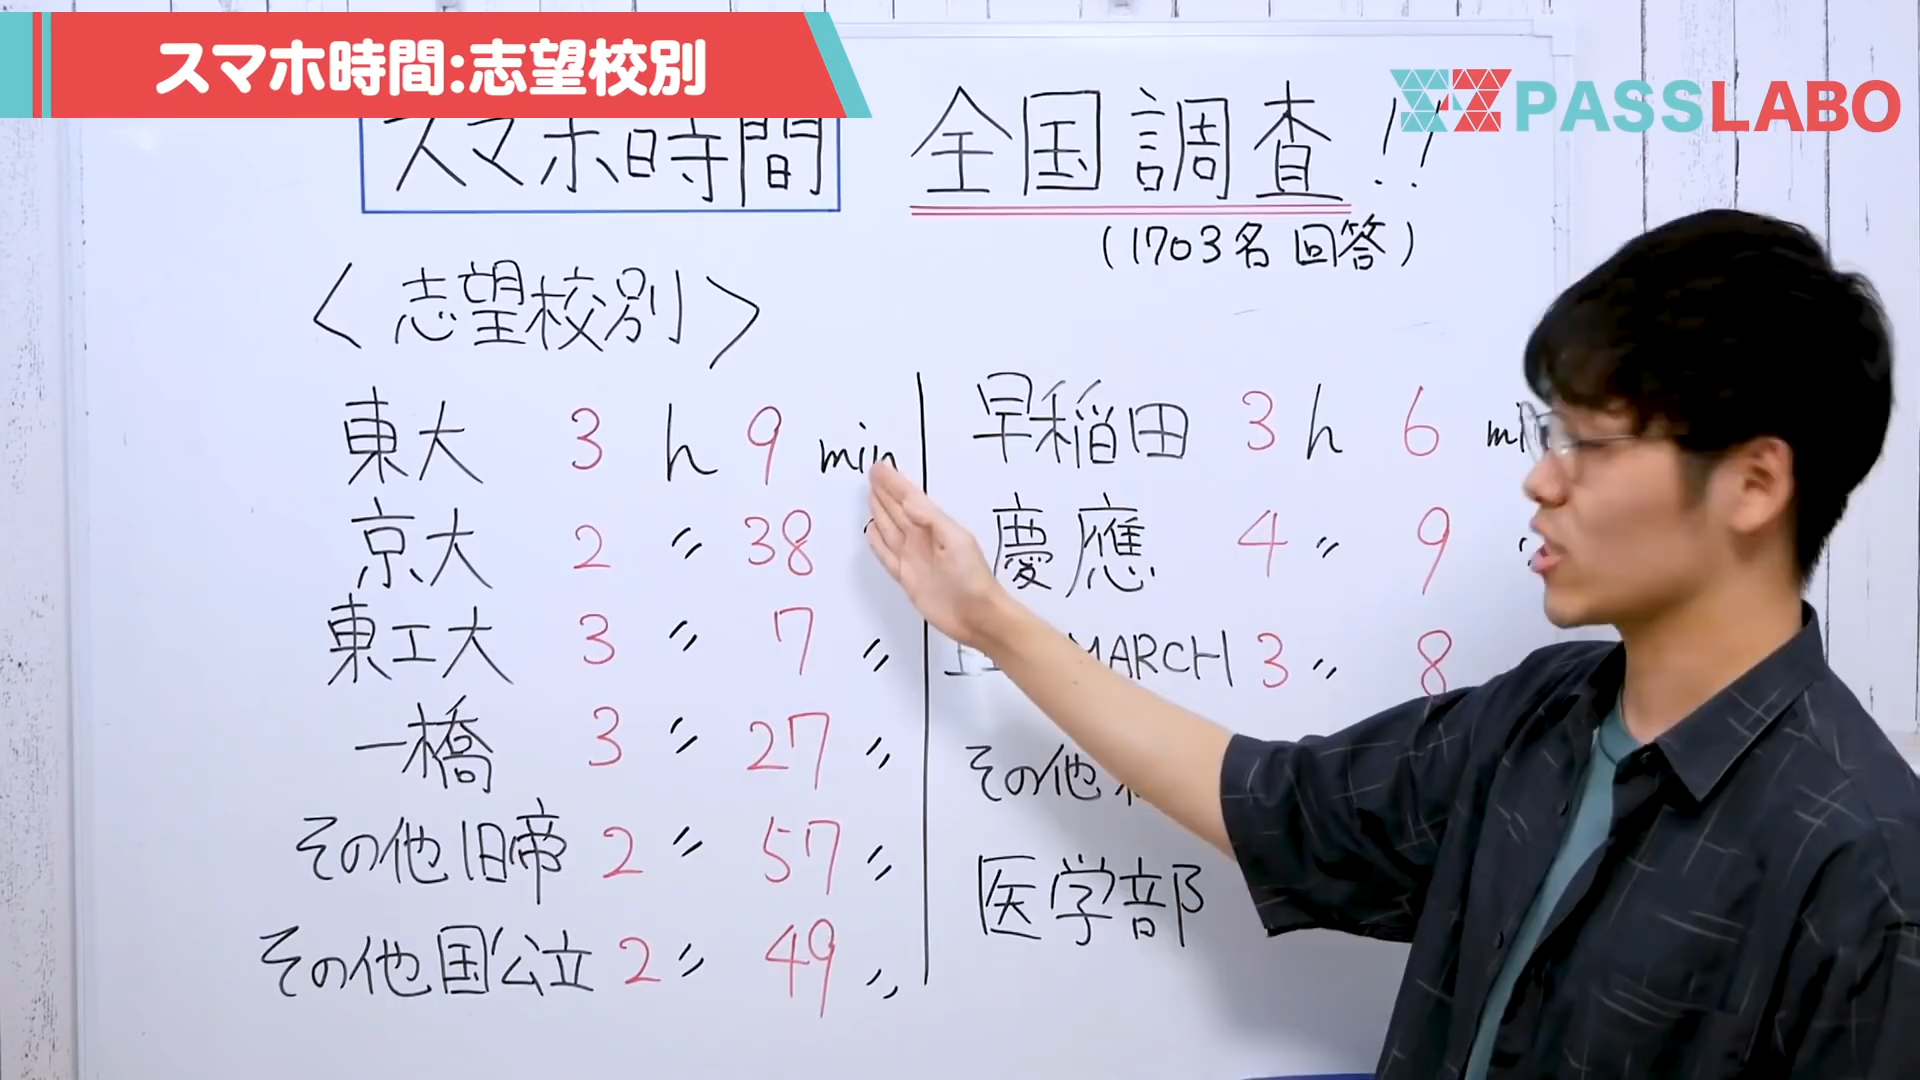 スマホ時間:志望校別
PASSLABO
スマホ時間 全国調査!!
(1703名 回答)
<志望校別>
東大 3 h 9 min
京大 2 〃 38
東工大 3 〃 7 〃
一橋 3 〃 27 〃
その他旧帝 2 〃 57 〃
その他国公立 2 〃 49 〃
早稲田 3 h 6 min
慶應 4 〃 9 〃
MARCH 3 〃 8
その他
医学部